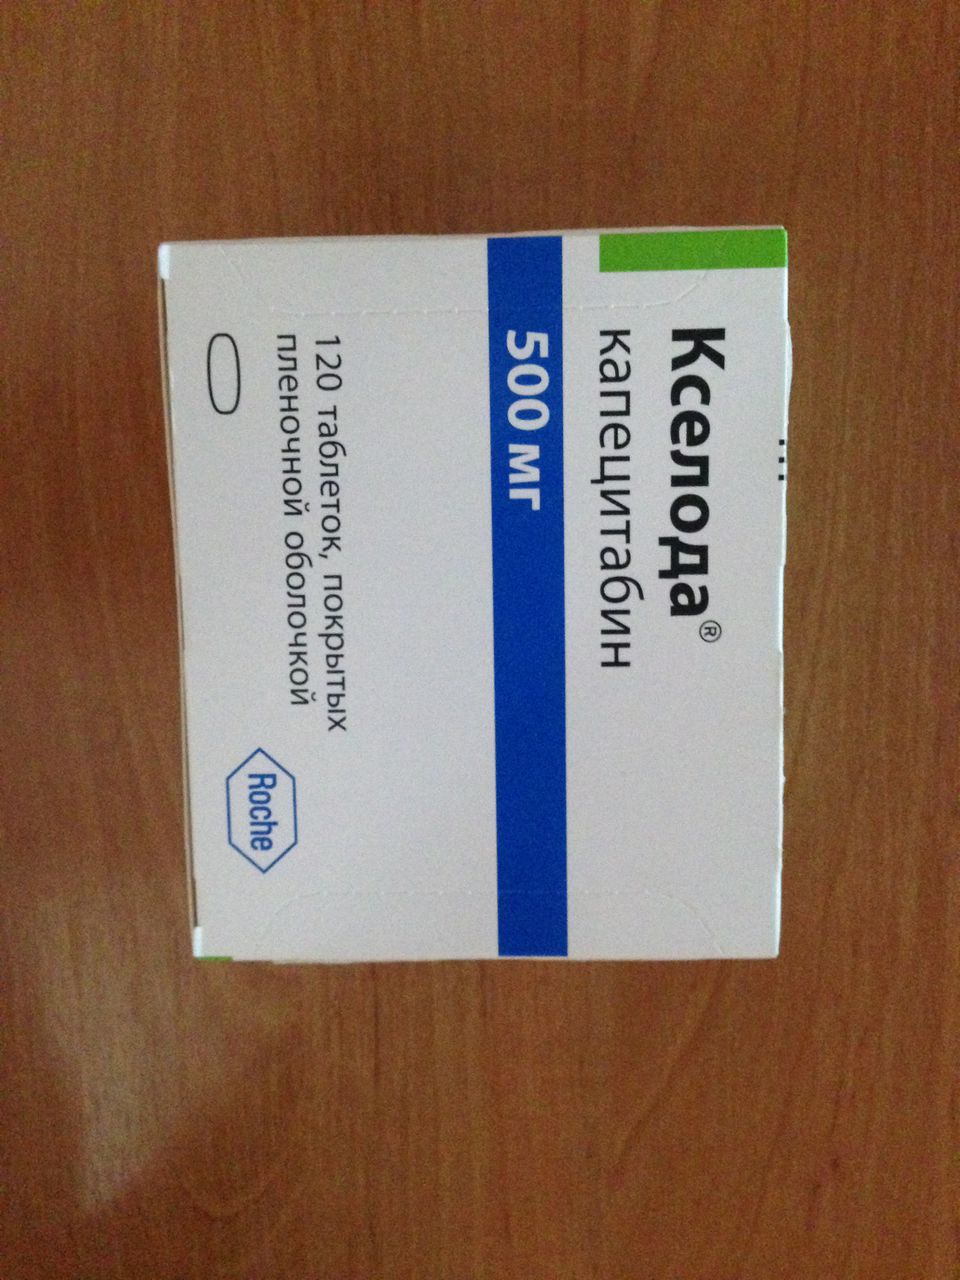 Кселода®
капецитабин
500 мг
120 таблеток, покрытых
пленочной оболочкой
Roche